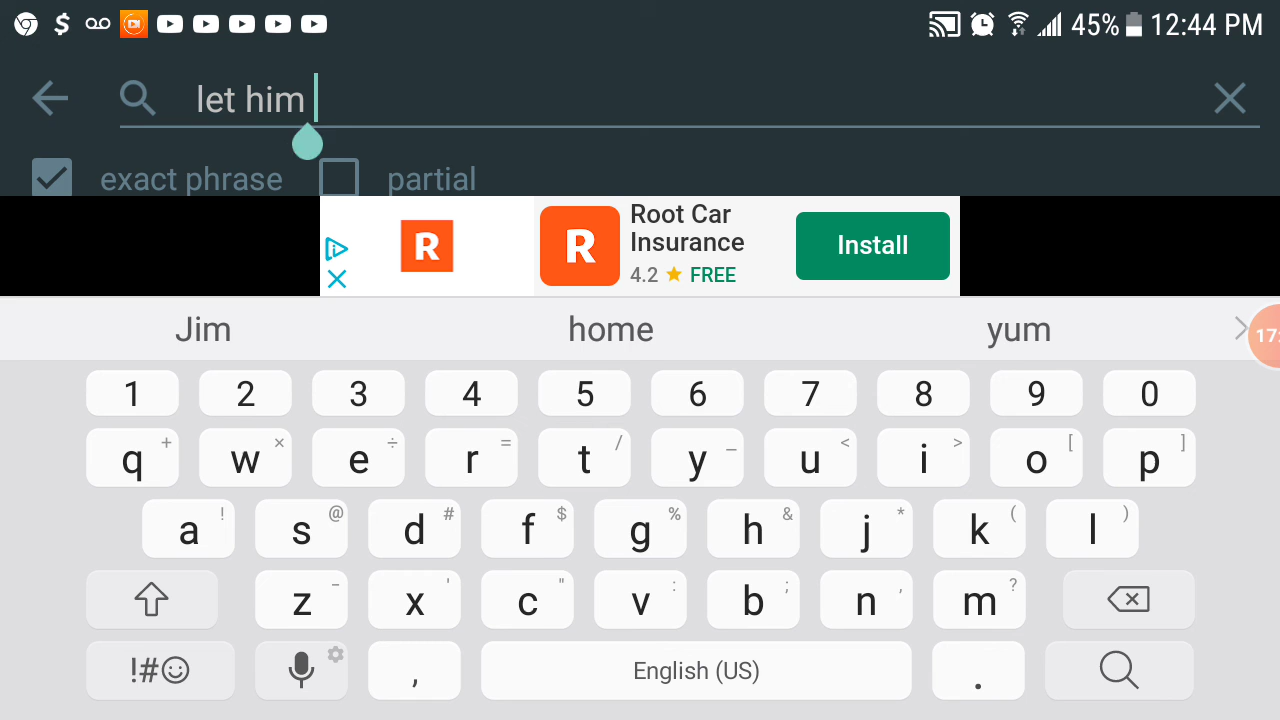 $ 45% 12:44 PM
let him
exact phrase partial
R R Root Car Insurance Install
4.2 ★ FREE
Jim home yum
1 2 3 4 5 6 7 8 9 0
q + w × e ÷ r = t / y _ u < i > o [ p ]
a ! s @ d # f $ g % h & j * k ( l )
z - x ' c " v : b ; n , m ?
!#☺ , English (US) .